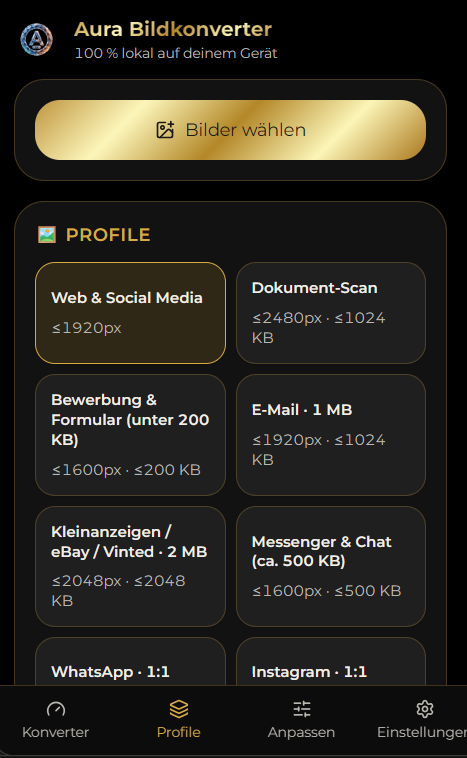 Aura Bildkonverter
100 % lokal auf deinem Gerät
Bilder wählen
PROFILE
Web & Social Media
≤1920px
Dokument-Scan
≤2480px · ≤1024
KB
Bewerbung &
Formular (unter 200
KB)
≤1600px · ≤200 KB
E-Mail · 1 MB
≤1920px · ≤1024
KB
Kleinanzeigen /
eBay / Vinted · 2 MB
≤2048px · ≤2048
KB
Messenger & Chat
(ca. 500 KB)
≤1600px · ≤500 KB
WhatsApp · 1:1
Instagram · 1:1
Konverter
Profile
Anpassen
Einstellungen